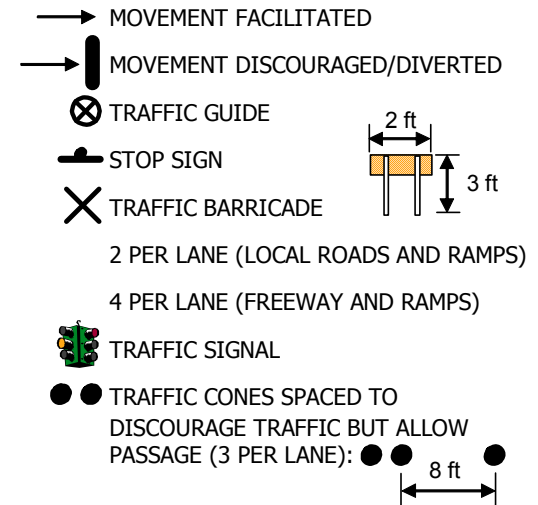 MOVEMENT FACILITATED
MOVEMENT DISCOURAGED/DIVERTED
TRAFFIC GUIDE
2 ft
STOP SIGN
3 ft
TRAFFIC BARRICADE
2 PER LANE (LOCAL ROADS AND RAMPS)
4 PER LANE (FREEWAY AND RAMPS)
TRAFFIC SIGNAL
TRAFFIC CONES SPACED TO
DISCOURAGE TRAFFIC BUT ALLOW
PASSAGE (3 PER LANE):
8 ft